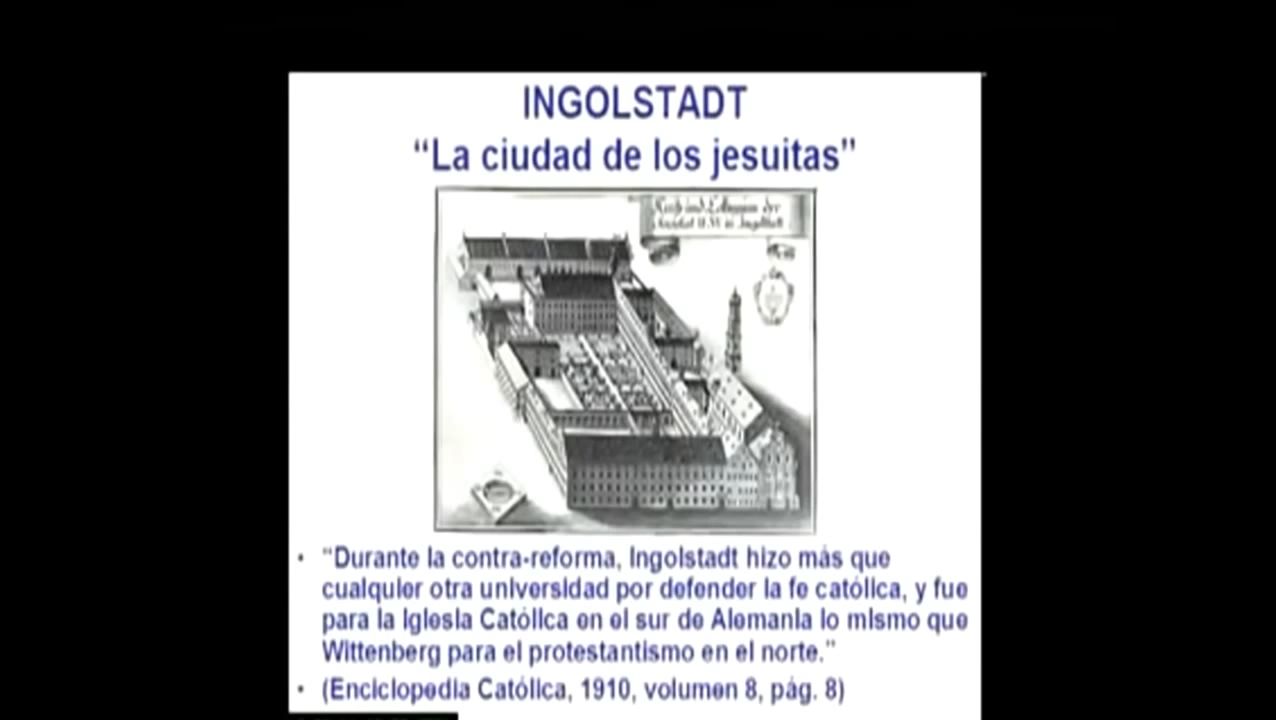 INGOLSTADT
“La ciudad de los jesuitas”
• “Durante la contra-reforma, Ingolstadt hizo más que
cualquier otra universidad por defender la fe católica, y fue
para la Iglesia Católica en el sur de Alemania lo mismo que
Wittenberg para el protestantismo en el norte.”
• (Enciclopedia Católica, 1910, volumen 8, pág. 8)